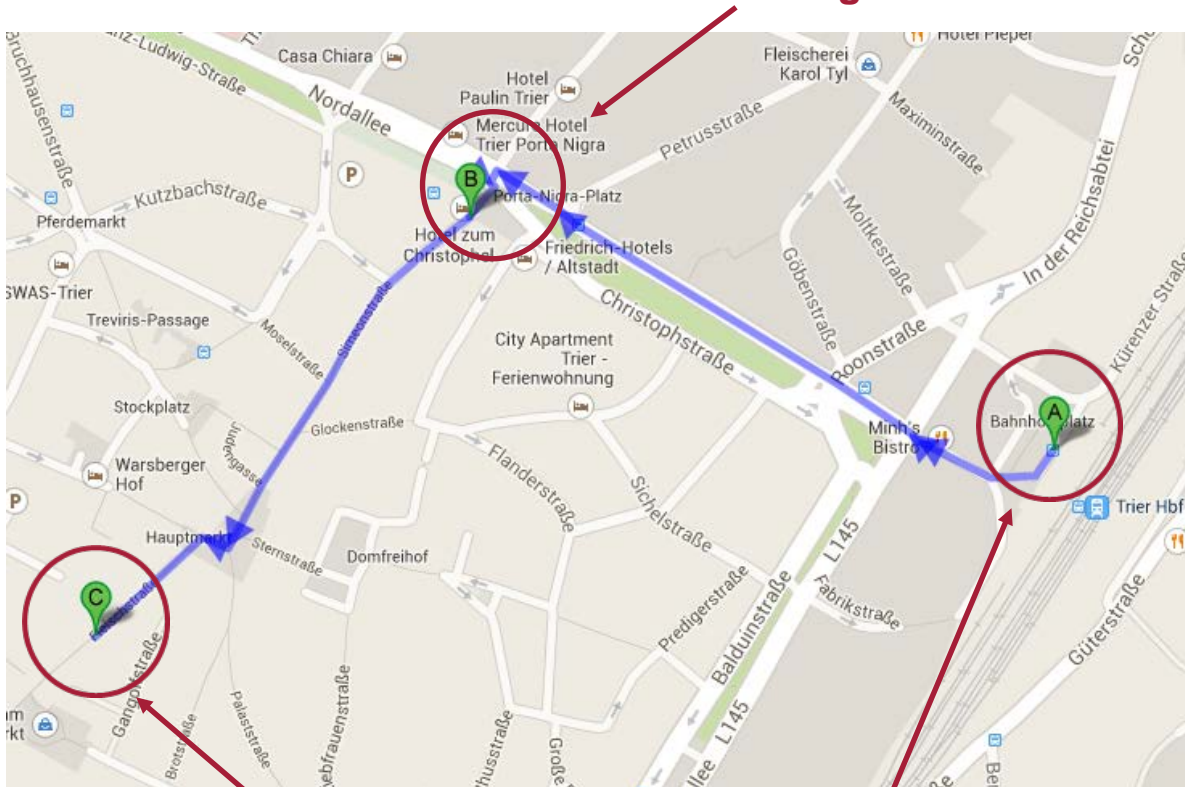 Casa Chiara
Hotel
Paulin Trier
Fleischerei
Karol Tyl
Hotel Pieper
Bruchhausenstraße
Nordallee
Mercure Hotel
Trier Porta Nigra
Petrusstraße
Maximinstraße
P
B
Kutzbachstraße
Porta-Nigra-Platz
Moltkestraße
In der Reichsabtei
Pferdemarkt
Hotel zum
Christophel
Friedrich-Hotels
/ Altstadt
Göbenstraße
Kürenzer Straße
SWAS-Trier
Treviris-Passage
Moselstraße
Simeonstraße
Christophstraße
City Apartment
Trier -
Ferienwohnung
Roonstraße
Stockplatz
Glockenstraße
A
Bahnhofsplatz
Minh's
Bistro
Judengasse
Warsberger
Hof
Flanderstraße
Sichelstraße
P
Trier Hbf
Hauptmarkt
Sternstraße
Domfreihof
L145
C
Fleischstraße
Predigerstraße
Balduinstraße
Fabrikstraße
Güterstraße
Gangolfstraße
Palaststraße
Brotstraße
L145
Große